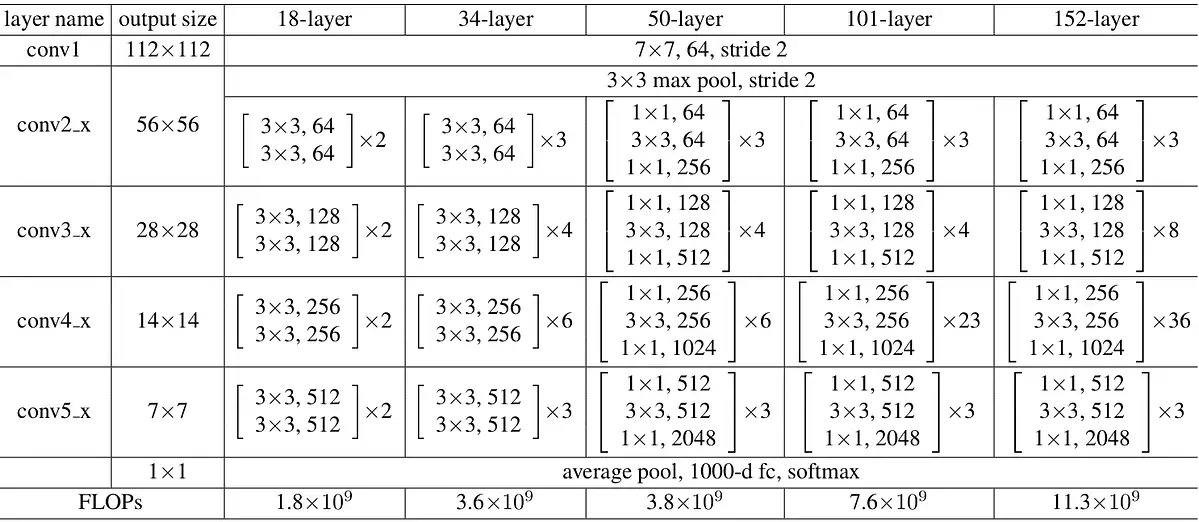 layer name output size 18-layer 34-layer 50-layer 101-layer 152-layer
conv1 112×112 7×7, 64, stride 2
3×3 max pool, stride 2
conv2_x 56×56 [3×3, 64 3×3, 64]×2 [3×3, 64 3×3, 64]×3 [1×1, 64 3×3, 64 1×1, 256]×3 [1×1, 64 3×3, 64 1×1, 256]×3 [1×1, 64 3×3, 64 1×1, 256]×3
conv3_x 28×28 [3×3, 128 3×3, 128]×2 [3×3, 128 3×3, 128]×4 [1×1, 128 3×3, 128 1×1, 512]×4 [1×1, 128 3×3, 128 1×1, 512]×4 [1×1, 128 3×3, 128 1×1, 512]×8
conv4_x 14×14 [3×3, 256 3×3, 256]×2 [3×3, 256 3×3, 256]×6 [1×1, 256 3×3, 256 1×1, 1024]×6 [1×1, 256 3×3, 256 1×1, 1024]×23 [1×1, 256 3×3, 256 1×1, 1024]×36
conv5_x 7×7 [3×3, 512 3×3, 512]×2 [3×3, 512 3×3, 512]×3 [1×1, 512 3×3, 512 1×1, 2048]×3 [1×1, 512 3×3, 512 1×1, 2048]×3 [1×1, 512 3×3, 512 1×1, 2048]×3
1×1 average pool, 1000-d fc, softmax
FLOPs 1.8×10⁹ 3.6×10⁹ 3.8×10⁹ 7.6×10⁹ 11.3×10⁹